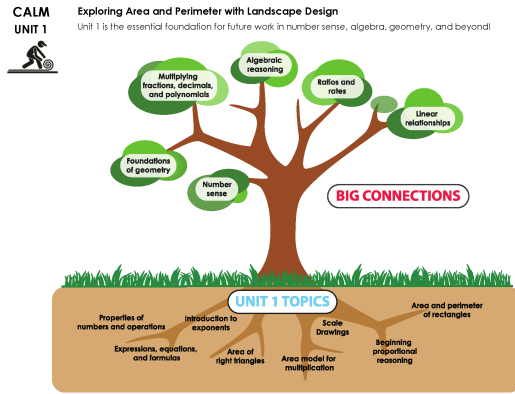 CALM
UNIT 1
Exploring Area and Perimeter with Landscape Design
Unit 1 is the essential foundation for future work in number sense, algebra, geometry, and beyond!
Algebraic
reasoning
Multiplying
fractions, decimals,
and polynomials
Ratios and
rates
Linear
relationships
Foundations
of geometry
Number
sense
BIG CONNECTIONS
UNIT 1 TOPICS
Area and perimeter
of rectangles
Properties of
numbers and operations
Introduction to
exponents
Scale
Drawings
Expressions, equations,
and formulas
Area of
right triangles
Area model for
multiplication
Beginning
proportional
reasoning